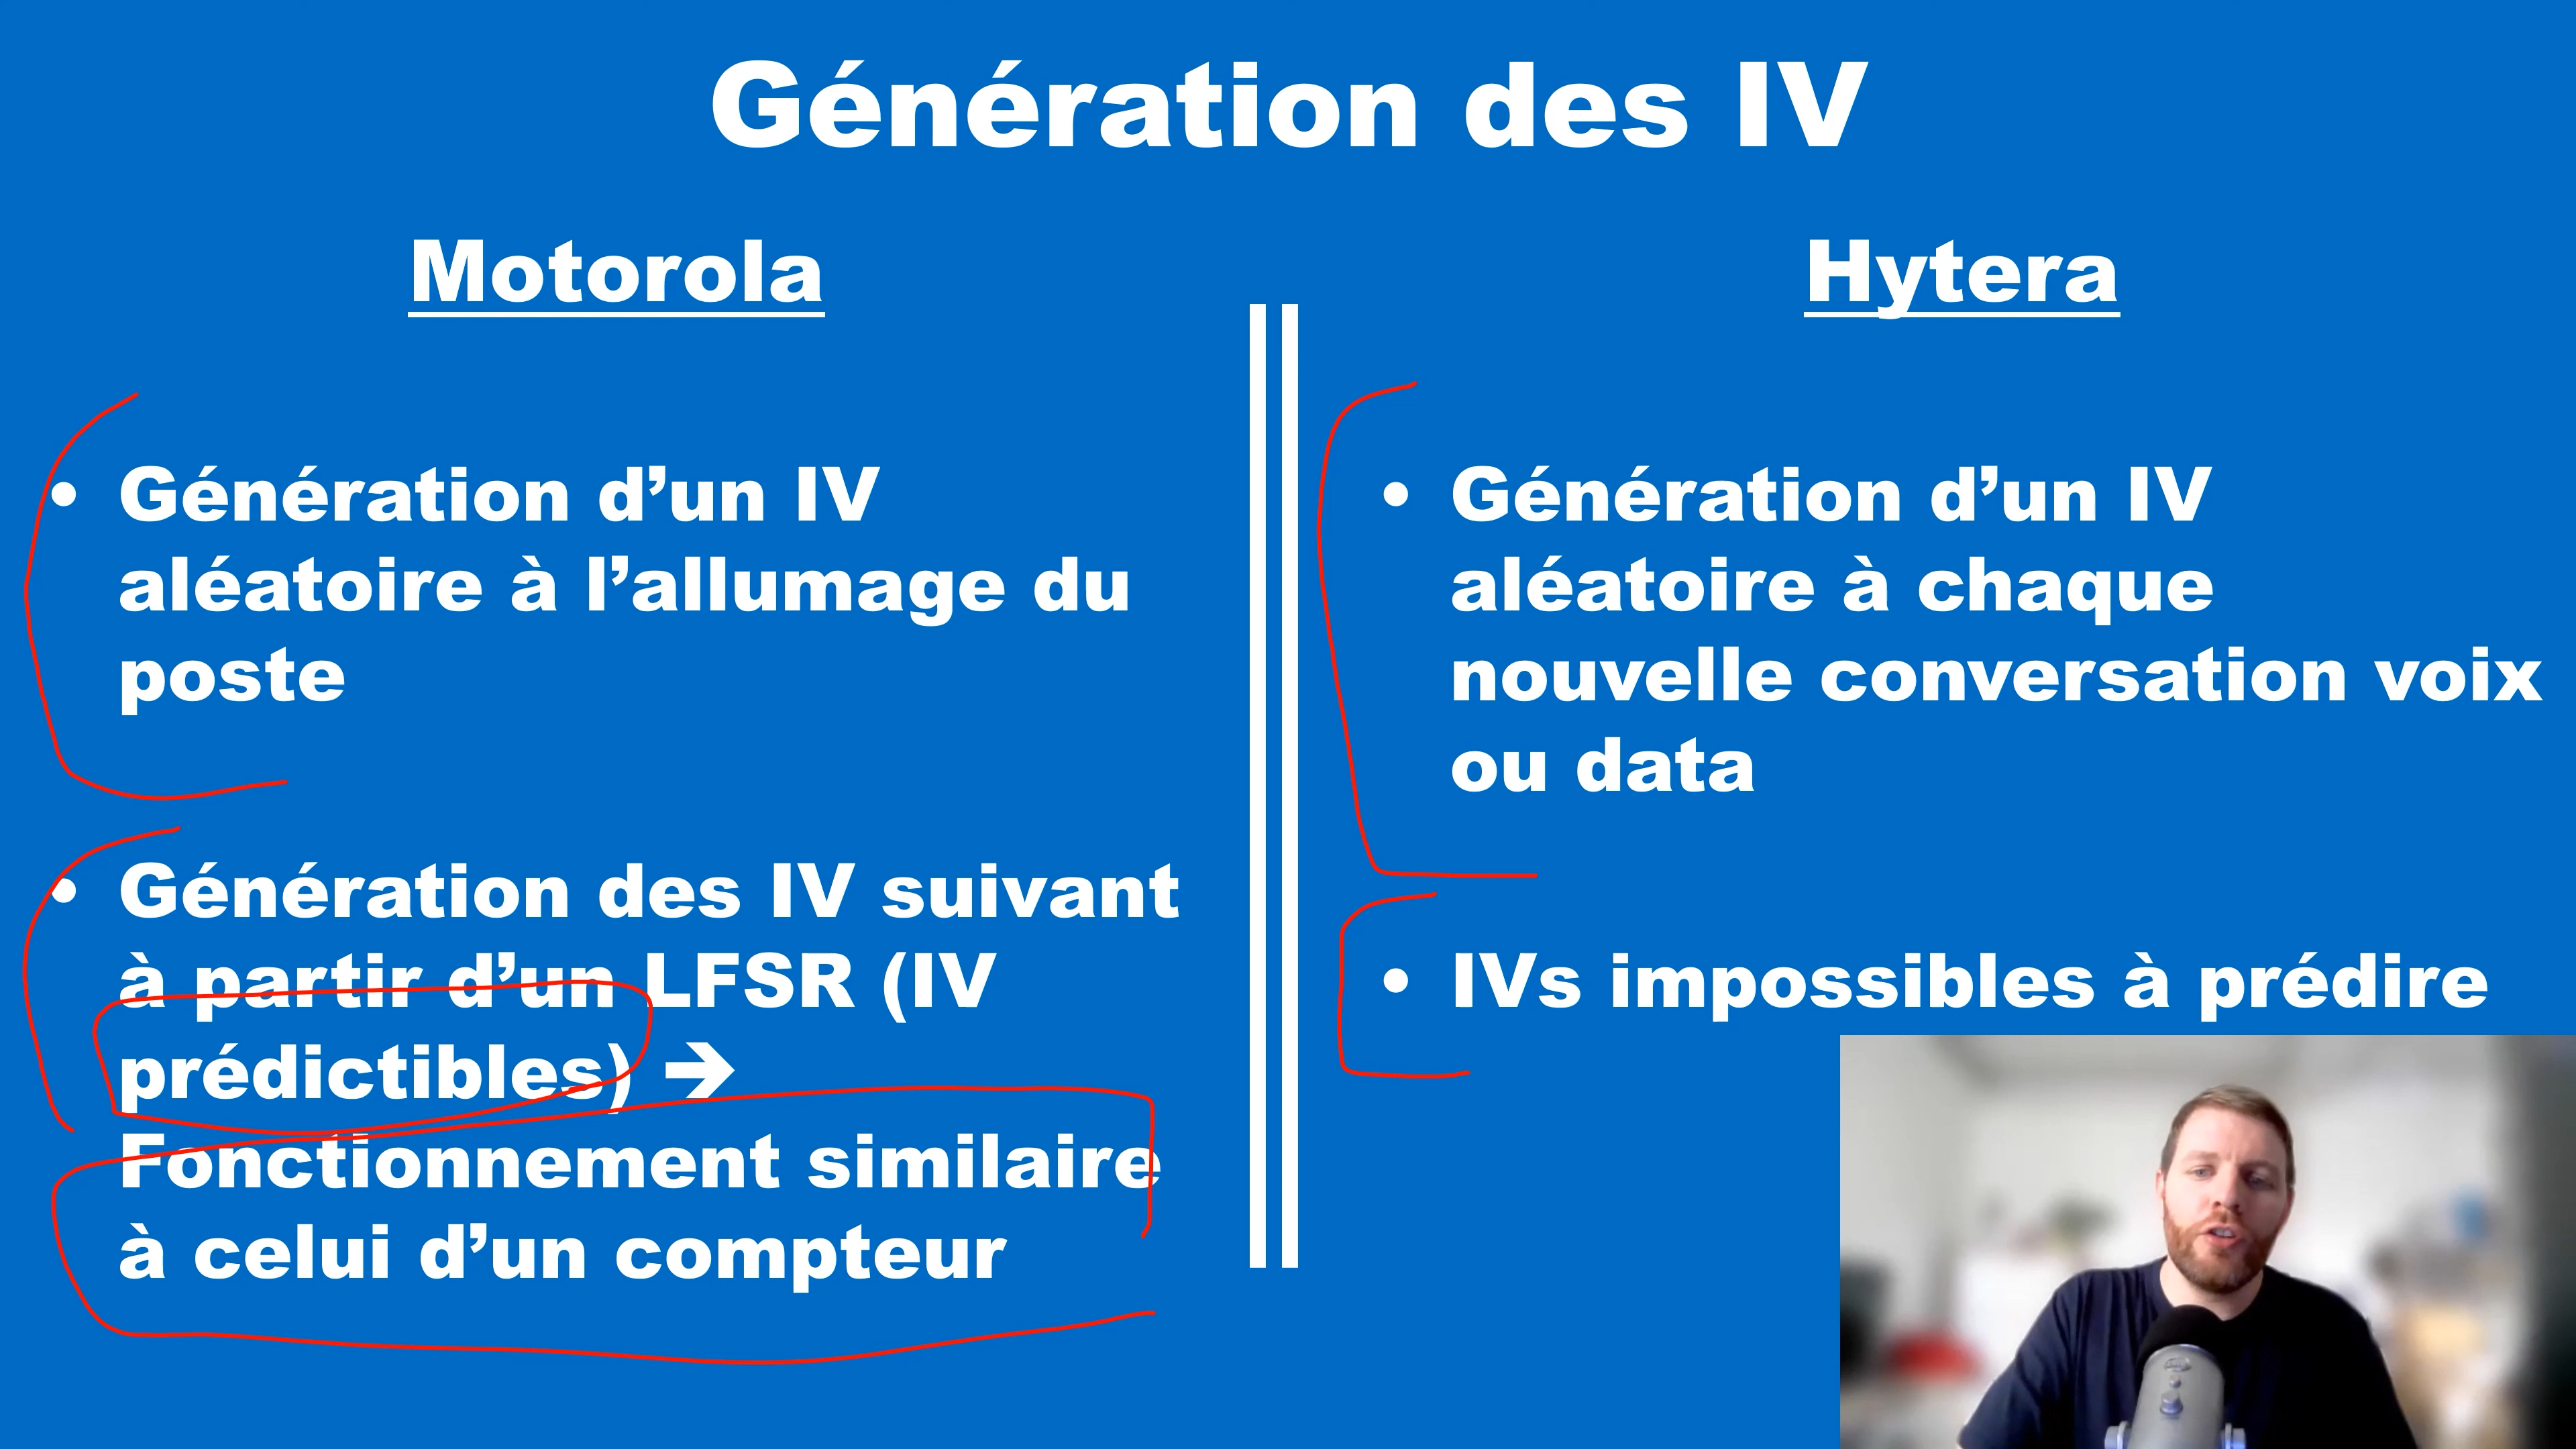 Génération des IV
Motorola
• Génération d’un IV
aléatoire à l’allumage du
poste
• Génération des IV suivant
à partir d’un LFSR (IV
prédictibles) ➔
Fonctionnement similaire
à celui d’un compteur
Hytera
• Génération d’un IV
aléatoire à chaque
nouvelle conversation voix
ou data
• IVs impossibles à prédire